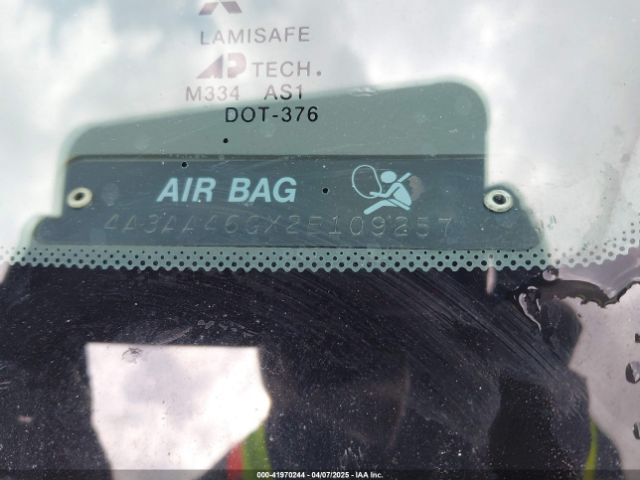 LAMISAFE
AP TECH.
M334 AS1
DOT-376
AIR BAG
4A3AA46GX2E109257
000-41970244 - 04/07/2025 - IAA Inc.